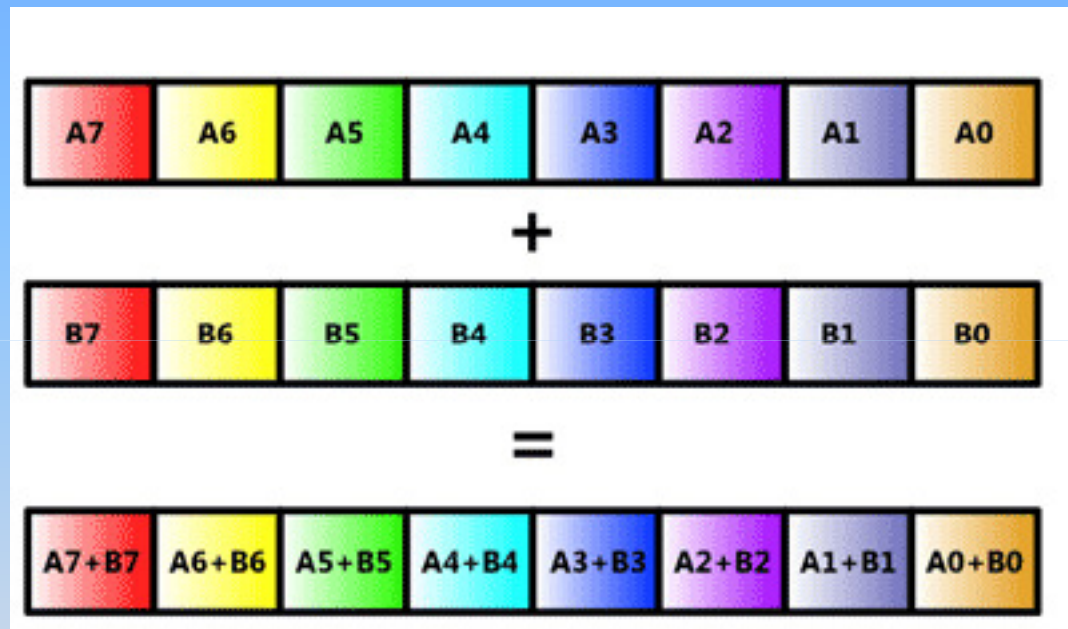 A7 A6 A5 A4 A3 A2 A1 A0
+
B7 B6 B5 B4 B3 B2 B1 B0
=
A7+B7 A6+B6 A5+B5 A4+B4 A3+B3 A2+B2 A1+B1 A0+B0